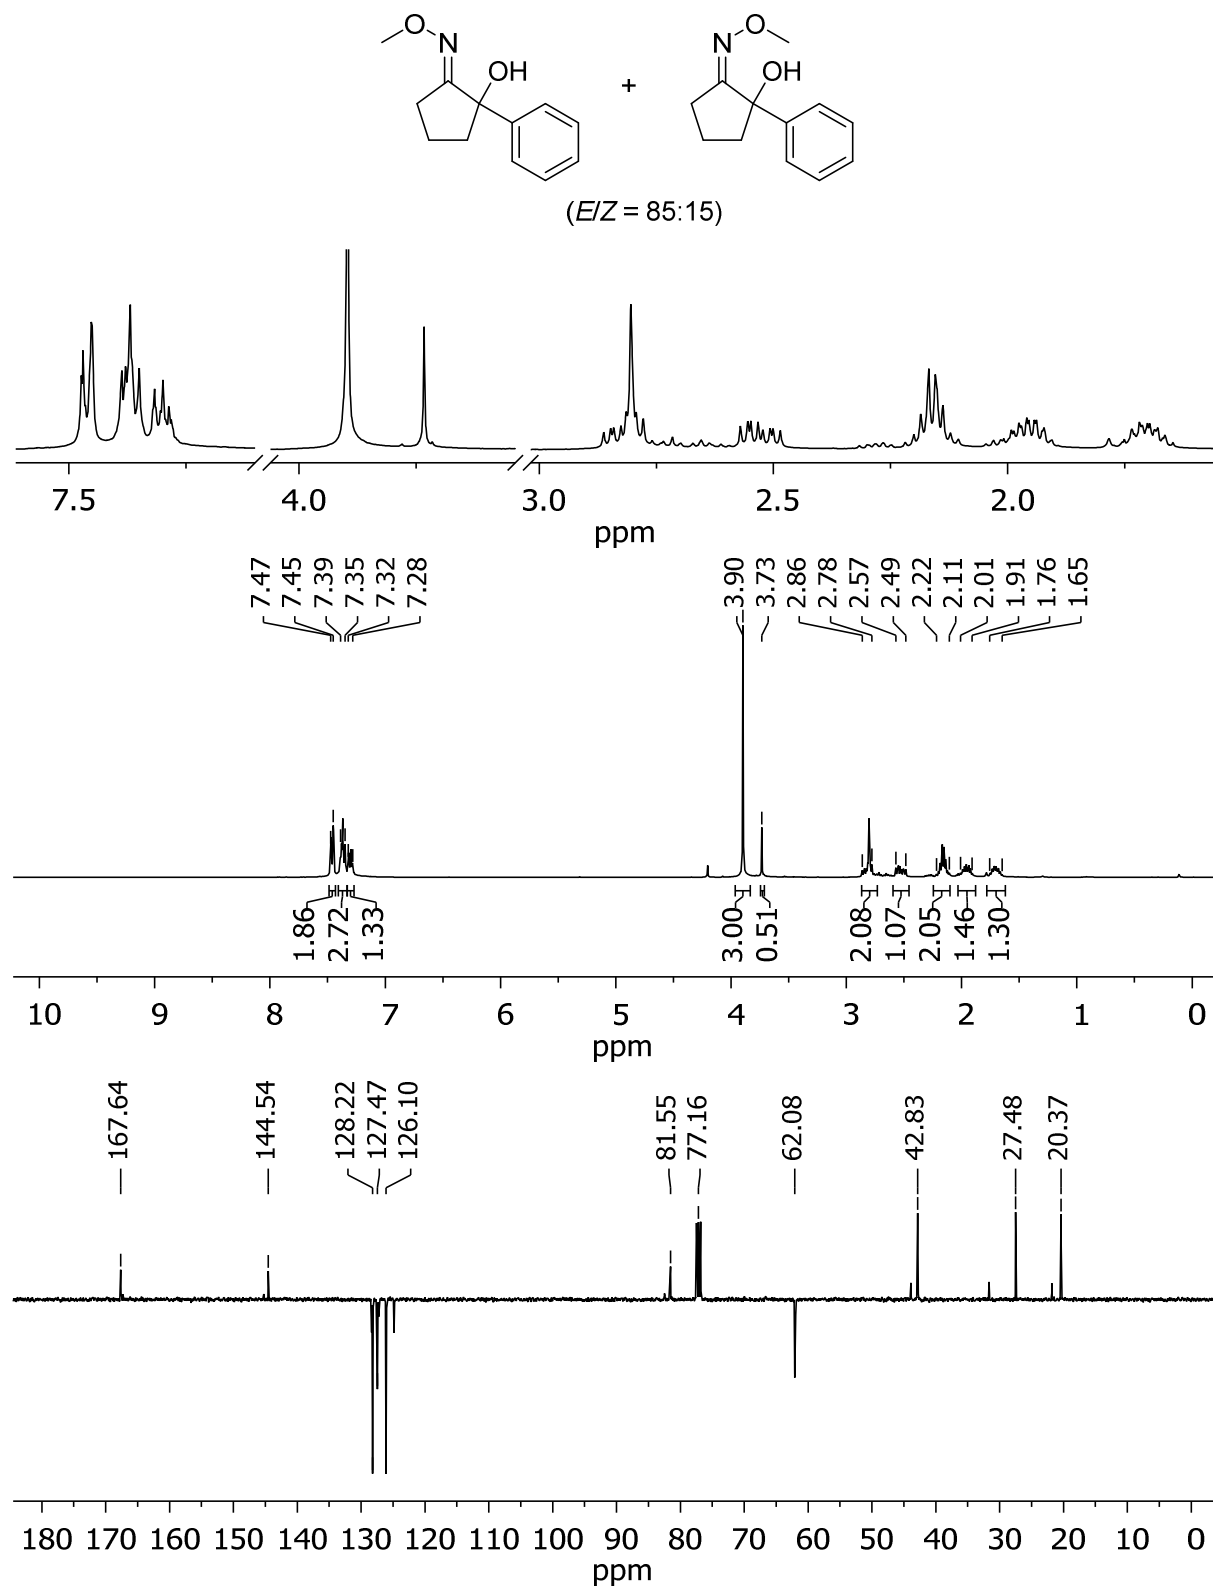 O O
N N
OH OH
+
(E/Z = 85:15)
7.5 4.0 3.0 2.5 2.0
ppm
7.47 7.45 7.39 7.35 7.32 7.28 3.90 3.73 2.86 2.78 2.57 2.49 2.22 2.11 2.01 1.91 1.76 1.65
1.86 2.72 1.33 3.00 0.51 2.08 1.07 2.05 1.46 1.30
10 9 8 7 6 5 4 3 2 1 0
ppm
167.64 144.54 128.22 127.47 126.10 81.55 77.16 62.08 42.83 27.48 20.37
180 170 160 150 140 130 120 110 100 90 80 70 60 50 40 30 20 10 0
ppm